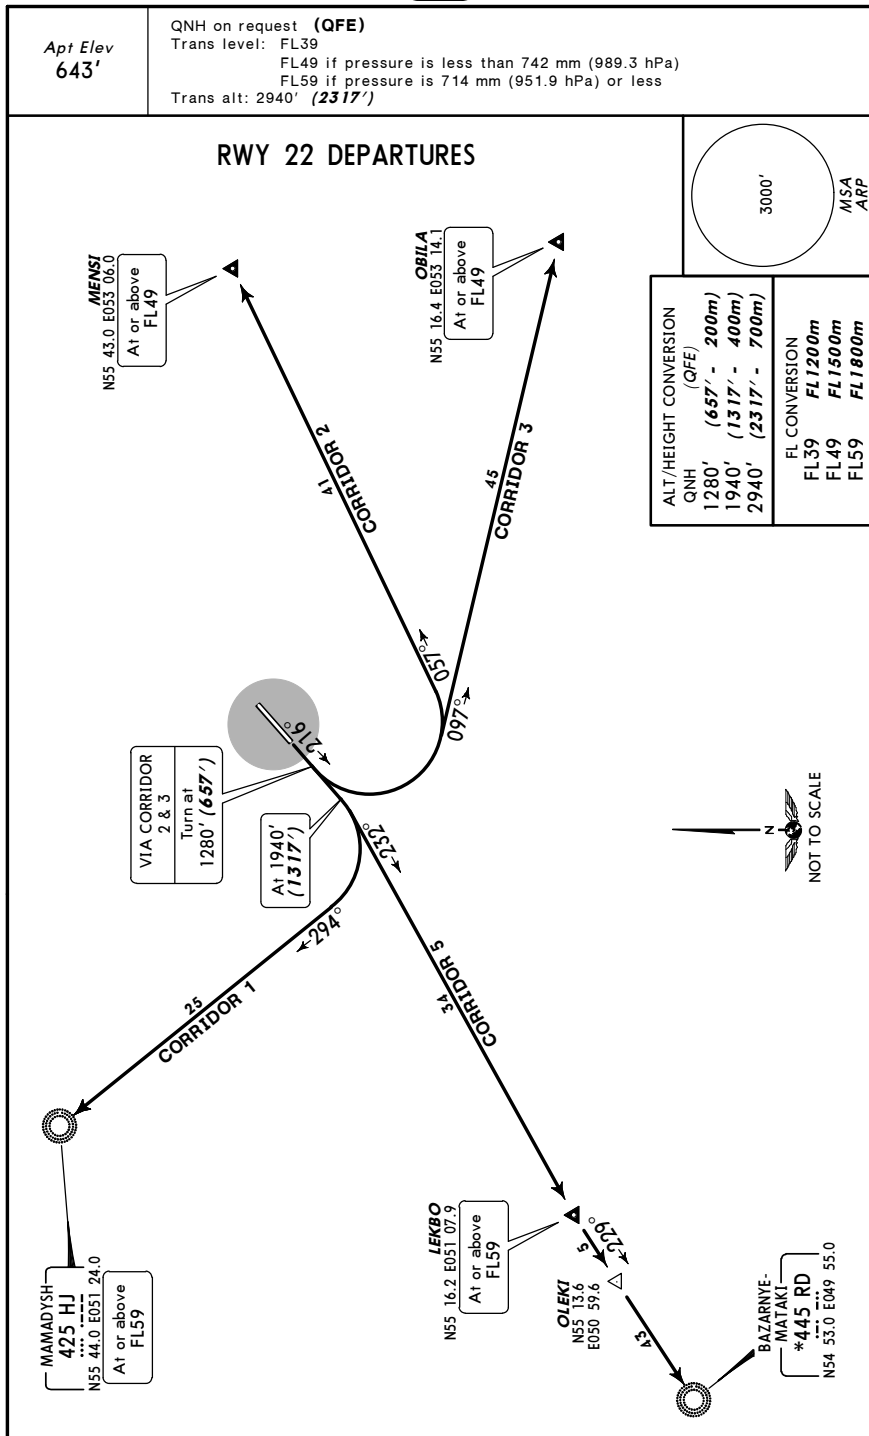 Apt Elev
643'
QNH on request (QFE)
Trans level: FL39
FL49 if pressure is less than 742 mm (989.3 hPa)
FL59 if pressure is 714 mm (951.9 hPa) or less
Trans alt: 2940' (2317')
RWY 22 DEPARTURES
3000'
MSA
ARP
MENSI
N55 43.0 E053 06.0
At or above
FL49
OBILA
N55 16.4 E053 14.1
At or above
FL49
ALT/HEIGHT CONVERSION
QNH (QFE)
1280' (657' - 200m)
1940' (1317' - 400m)
2940' (2317' - 700m)
FL CONVERSION
FL39 FL1200m
FL49 FL1500m
FL59 FL1800m
41
CORRIDOR 2
45
CORRIDOR 3
057°
097°
216°
VIA CORRIDOR
2 & 3
Turn at
1280' (657')
At 1940'
(1317')
232°
294°
25
CORRIDOR 1
34
CORRIDOR 5
N
NOT TO SCALE
MAMADYSH
425 HJ
N55 44.0 E051 24.0
At or above
FL59
LEKBO
N55 16.2 E051 07.9
At or above
FL59
5
229°
OLEKI
N55 13.6
E050 59.6
43
BAZARNYE-
MATAKI
*445 RD
N54 53.0 E049 55.0